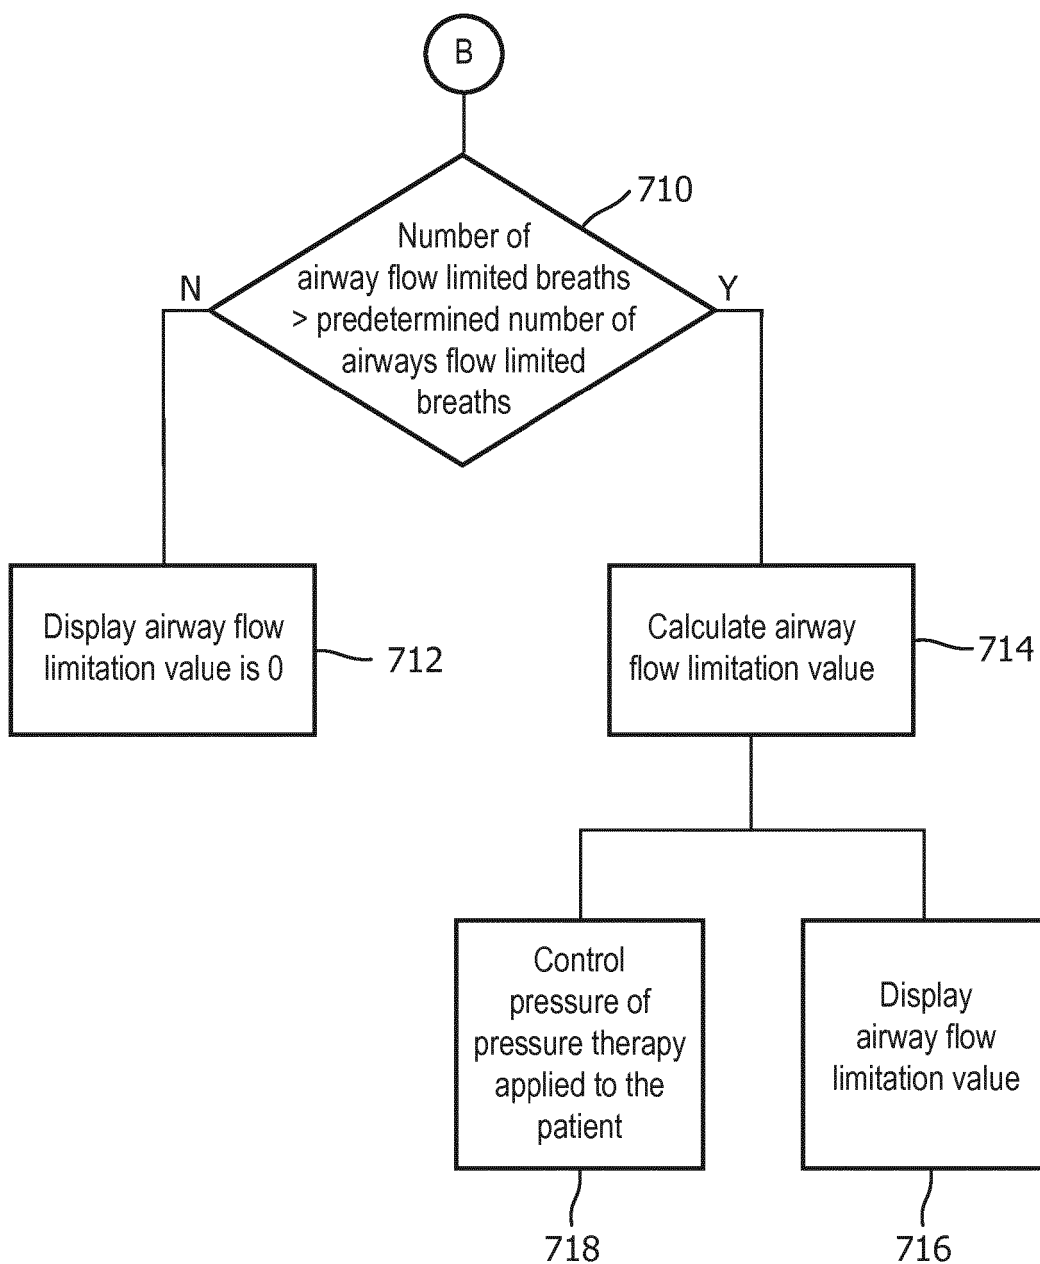 B
710
Number of
airway flow limited breaths
> predetermined number of
airways flow limited
breaths
N
Y
Display airway flow
limitation value is 0
712
Calculate airway
flow limitation value
714
Control
pressure of
pressure therapy
applied to the
patient
Display
airway flow
limitation value
718
716